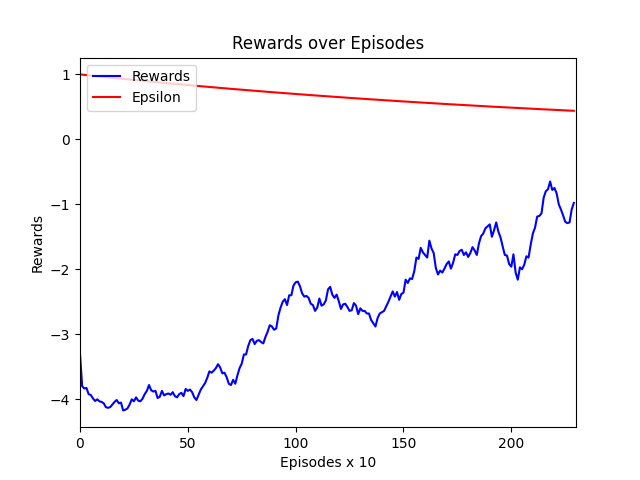 Rewards over Episodes
Rewards
Epsilon
1
0
−1
−2
−3
−4
Rewards
0
50
100
150
200
Episodes x 10